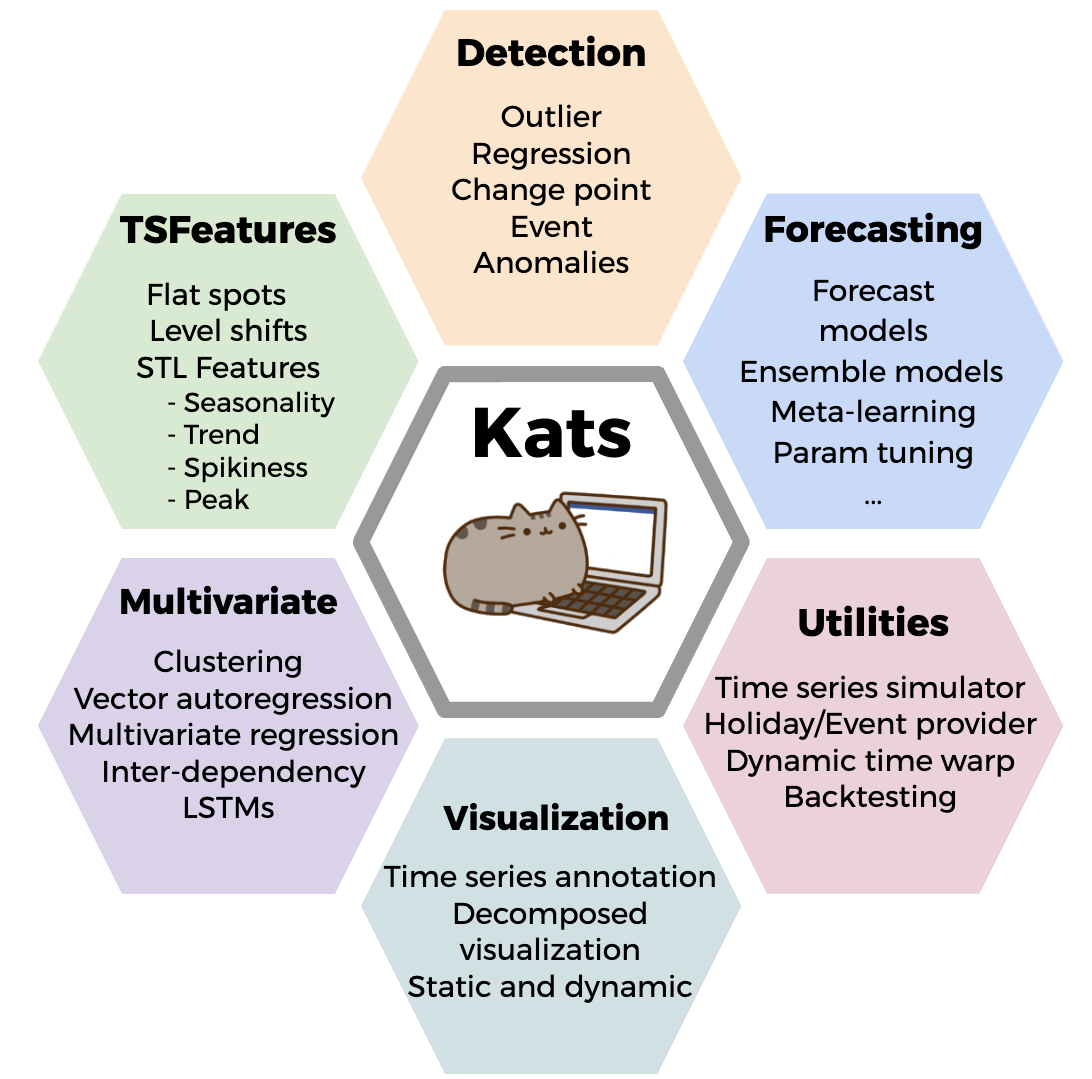 Detection
Outlier
Regression
Change point
Event
Anomalies
TSFeatures
Flat spots
Level shifts
STL Features
- Seasonality
- Trend
- Spikiness
- Peak
Forecasting
Forecast
models
Ensemble models
Meta-learning
Param tuning
...
Kats
Multivariate
Clustering
Vector autoregression
Multivariate regression
Inter-dependency
LSTMs
Utilities
Time series simulator
Holiday/Event provider
Dynamic time warp
Backtesting
Visualization
Time series annotation
Decomposed
visualization
Static and dynamic